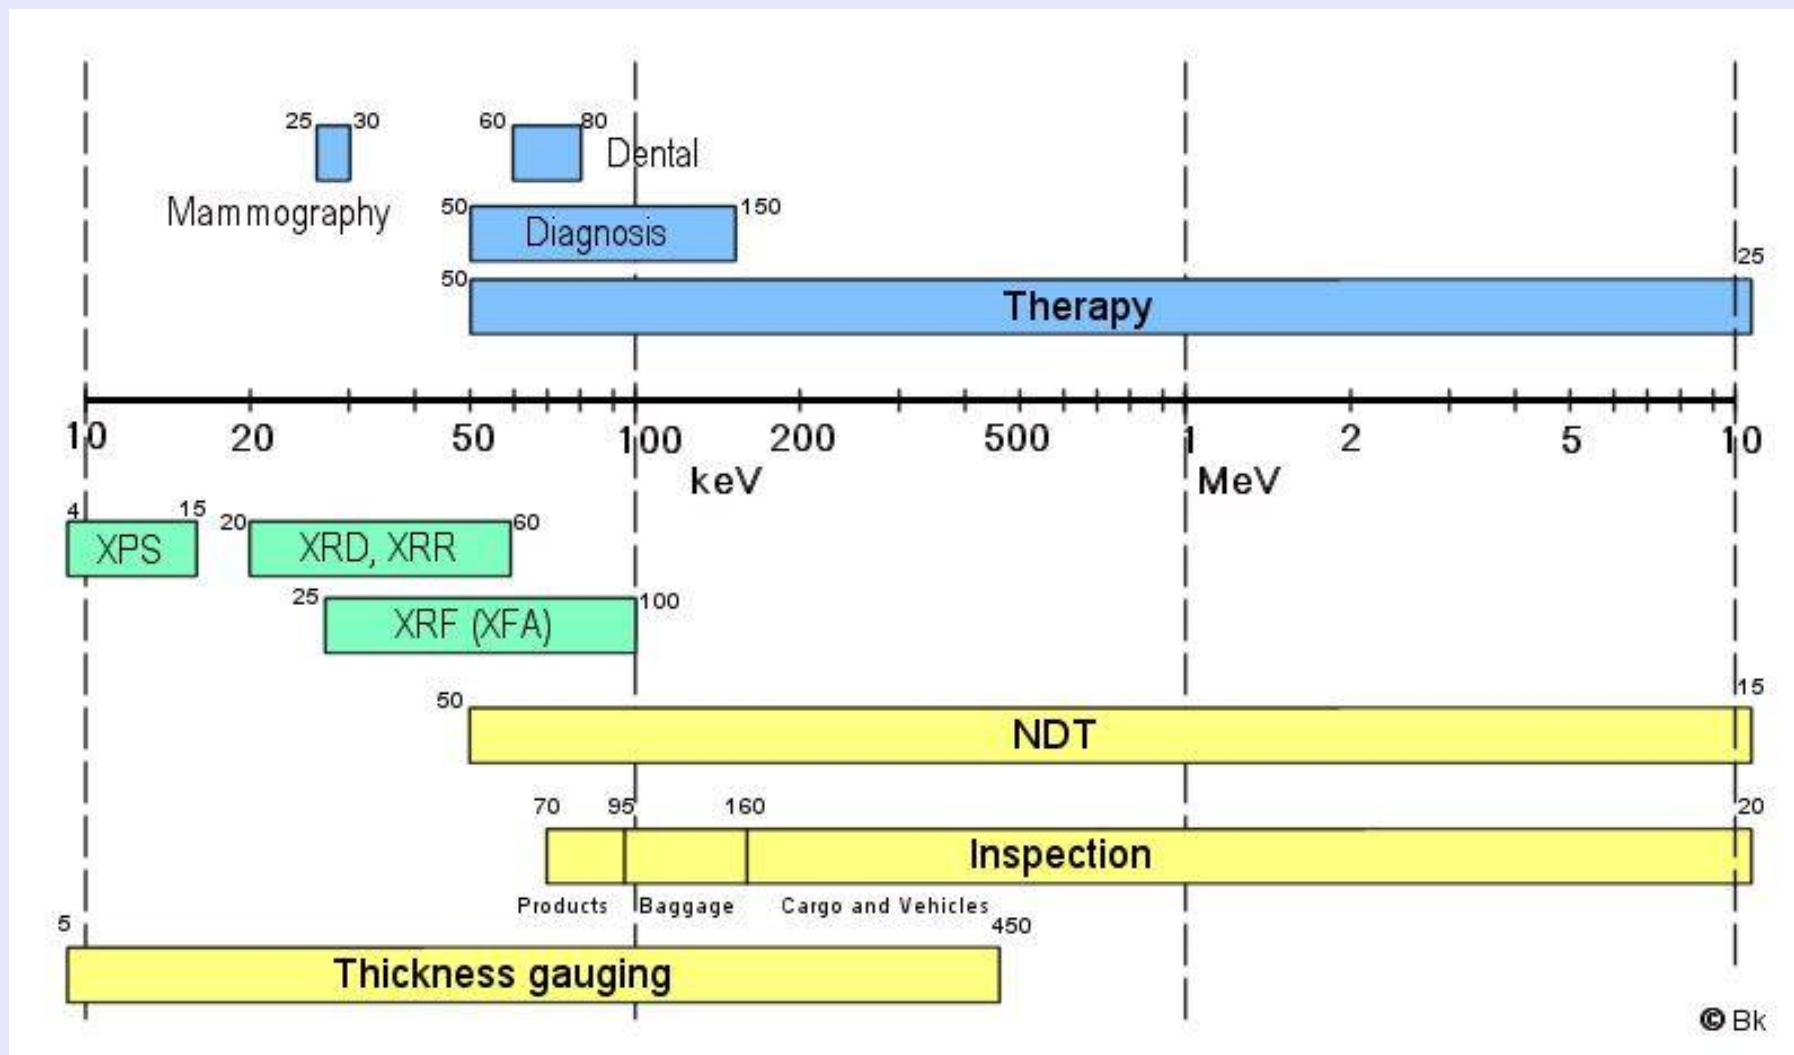 25 30 60 80
Dental
Mammography
50 150
Diagnosis
25
50
Therapy
10 20 50 100 200 500 1 2 5 10
keV MeV
4 15 20 60
XPS XRD, XRR
25 100
XRF (XFA)
50 15
NDT
70 95 160 20
Inspection
Products Baggage Cargo and Vehicles
5 450
Thickness gauging
© Bk